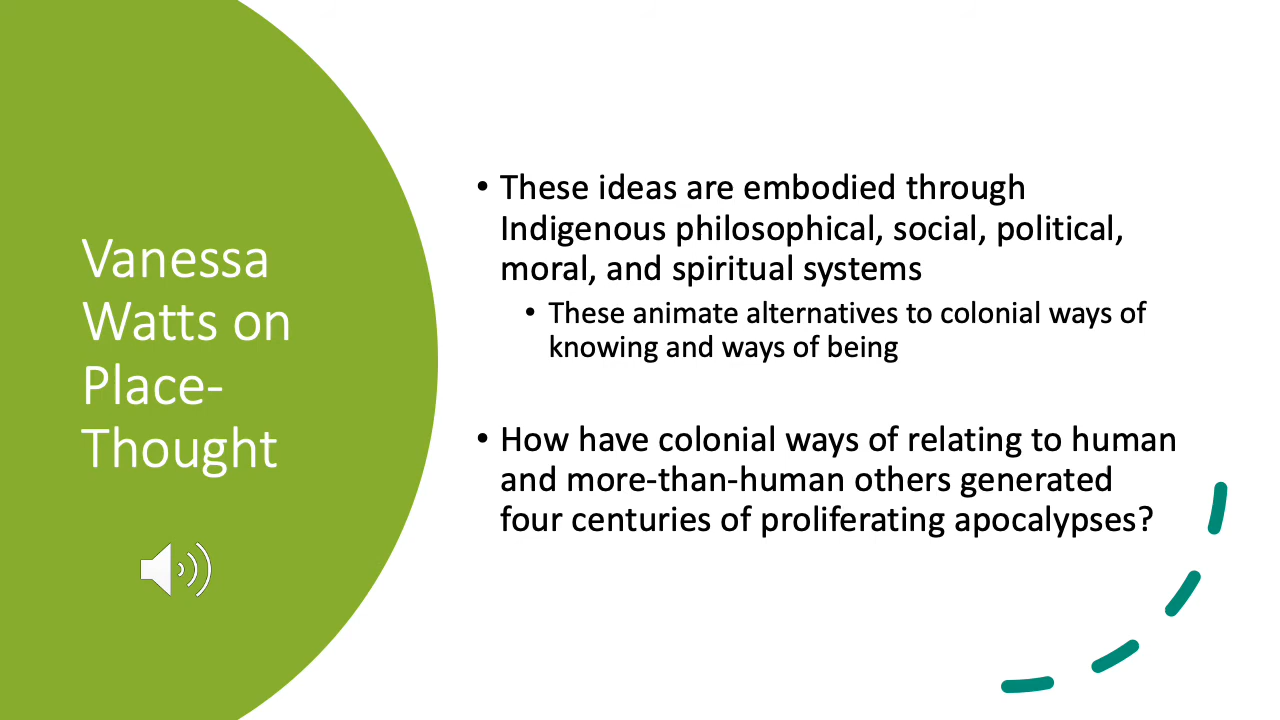 Vanessa
Watts on
Place-
Thought
• These ideas are embodied through
Indigenous philosophical, social, political,
moral, and spiritual systems
• These animate alternatives to colonial ways of
knowing and ways of being
• How have colonial ways of relating to human
and more-than-human others generated
four centuries of proliferating apocalypses?